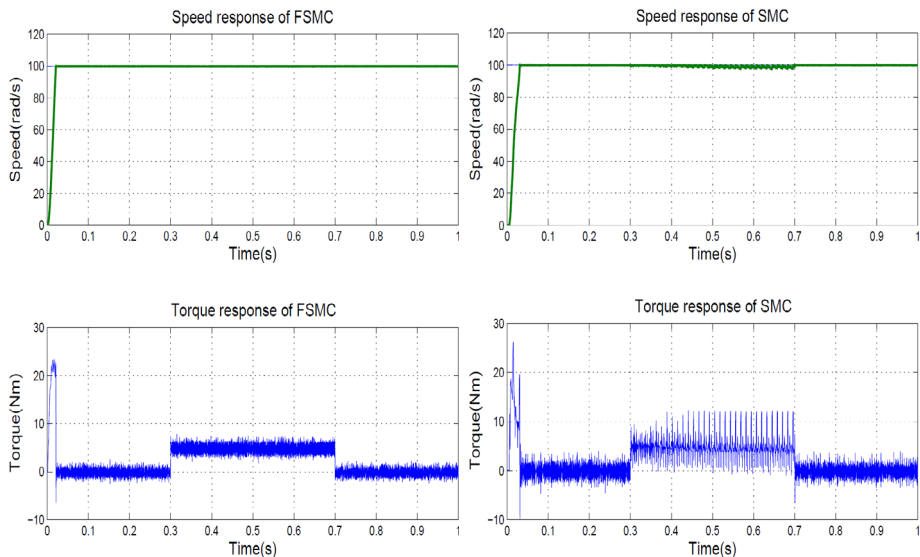 Speed response of FSMC
120
100
80
60
40
20
0
Speed(rad/s)
0 0.1 0.2 0.3 0.4 0.5 0.6 0.7 0.8 0.9 1
Time(s)
Speed response of SMC
120
100
80
60
40
20
0
Speed(rad/s)
0 0.1 0.2 0.3 0.4 0.5 0.6 0.7 0.8 0.9 1
Time(s)
Torque response of FSMC
30
20
10
0
−10
Torque(Nm)
0 0.1 0.2 0.3 0.4 0.5 0.6 0.7 0.8 0.9 1
Time(s)
Torque response of SMC
30
20
10
0
−10
Torque(Nm)
0 0.1 0.2 0.3 0.4 0.5 0.6 0.7 0.8 0.9 1
Time(s)